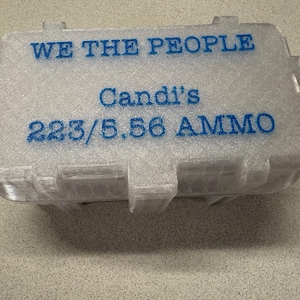 WE THE PEOPLE
Candi's
223/5.56 AMMO